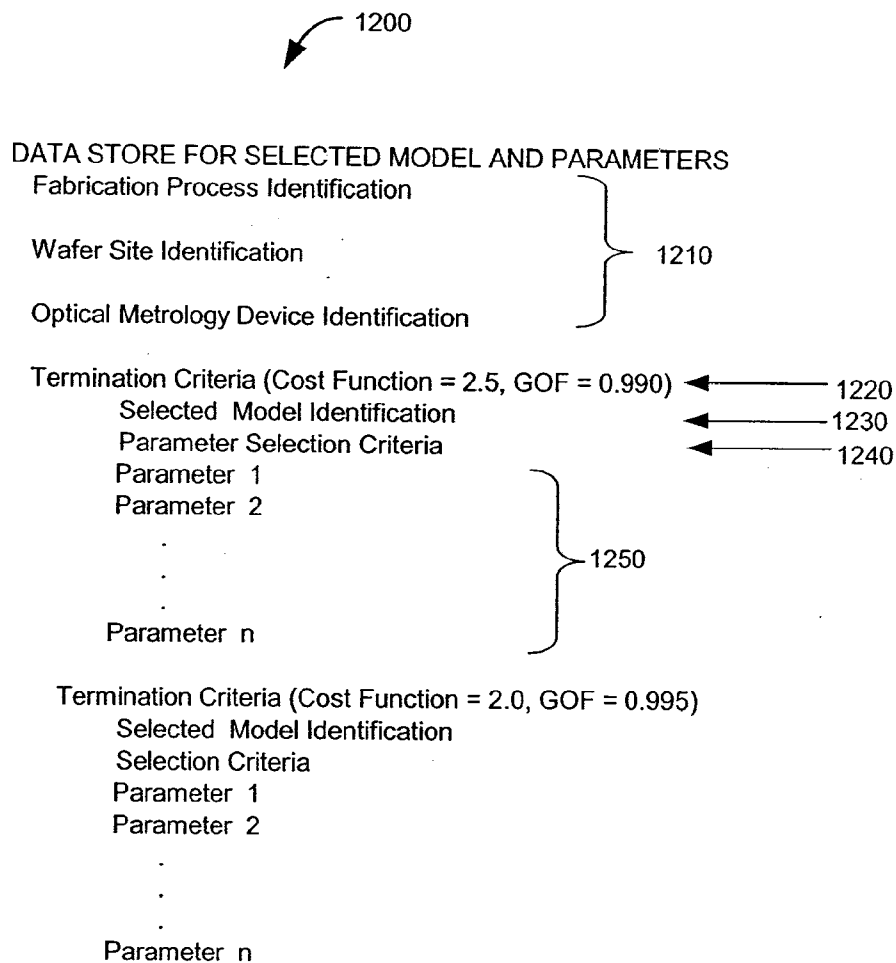 1200
DATA STORE FOR SELECTED MODEL AND PARAMETERS
Fabrication Process Identification
Wafer Site Identification
1210
Optical Metrology Device Identification
Termination Criteria (Cost Function = 2.5, GOF = 0.990)
1220
Selected Model Identification
1230
Parameter Selection Criteria
1240
Parameter 1
Parameter 2
.
.
.
1250
Parameter n
Termination Criteria (Cost Function = 2.0, GOF = 0.995)
Selected Model Identification
Selection Criteria
Parameter 1
Parameter 2
.
.
.
Parameter n